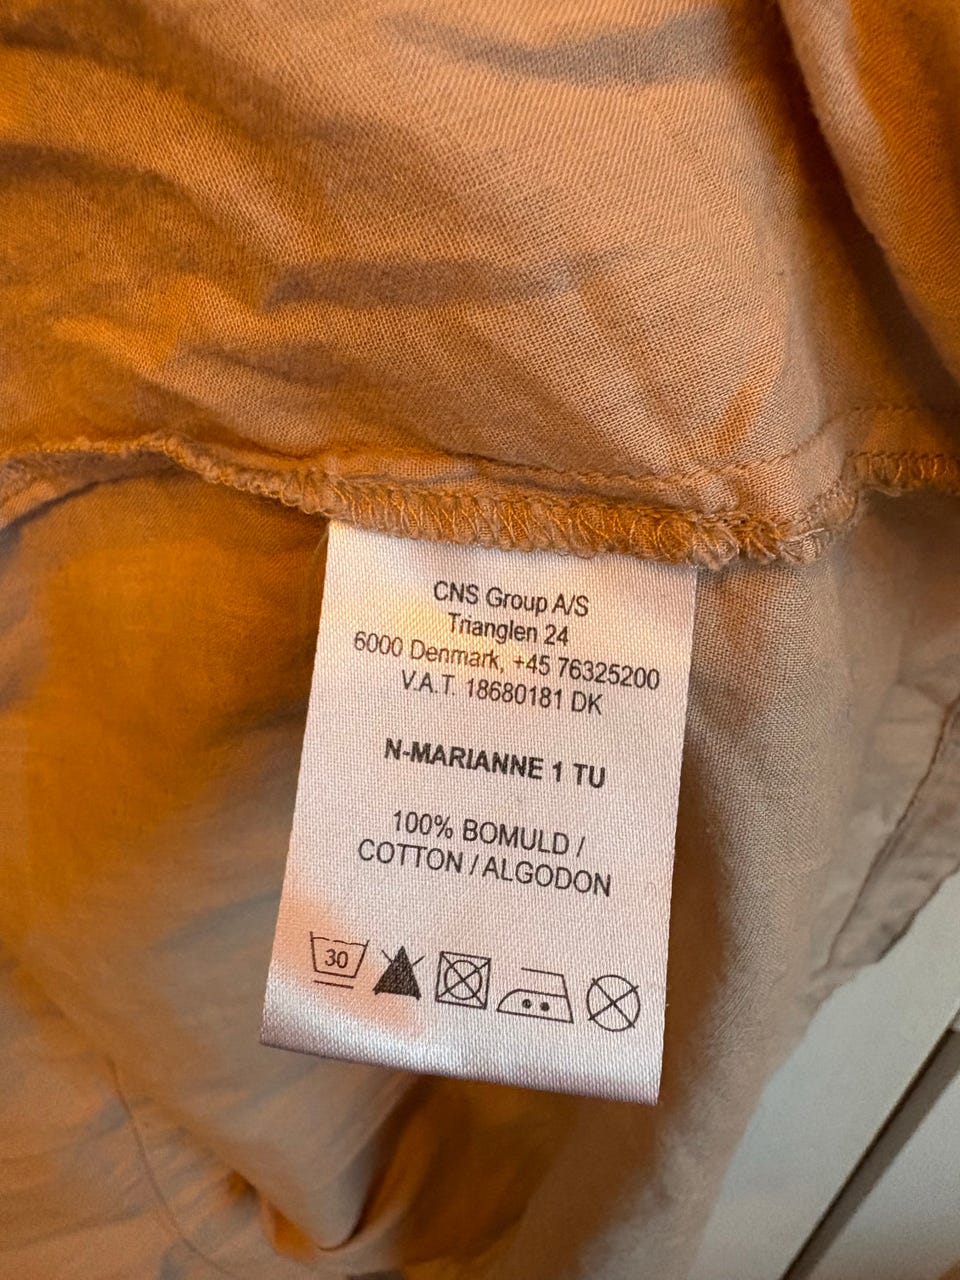 CNS Group A/S
Trianglen 24
6000 Denmark, +45 76325200
V.A.T. 18680181 DK
N-MARIANNE 1 TU
100% BOMULD /
COTTON / ALGODON
30